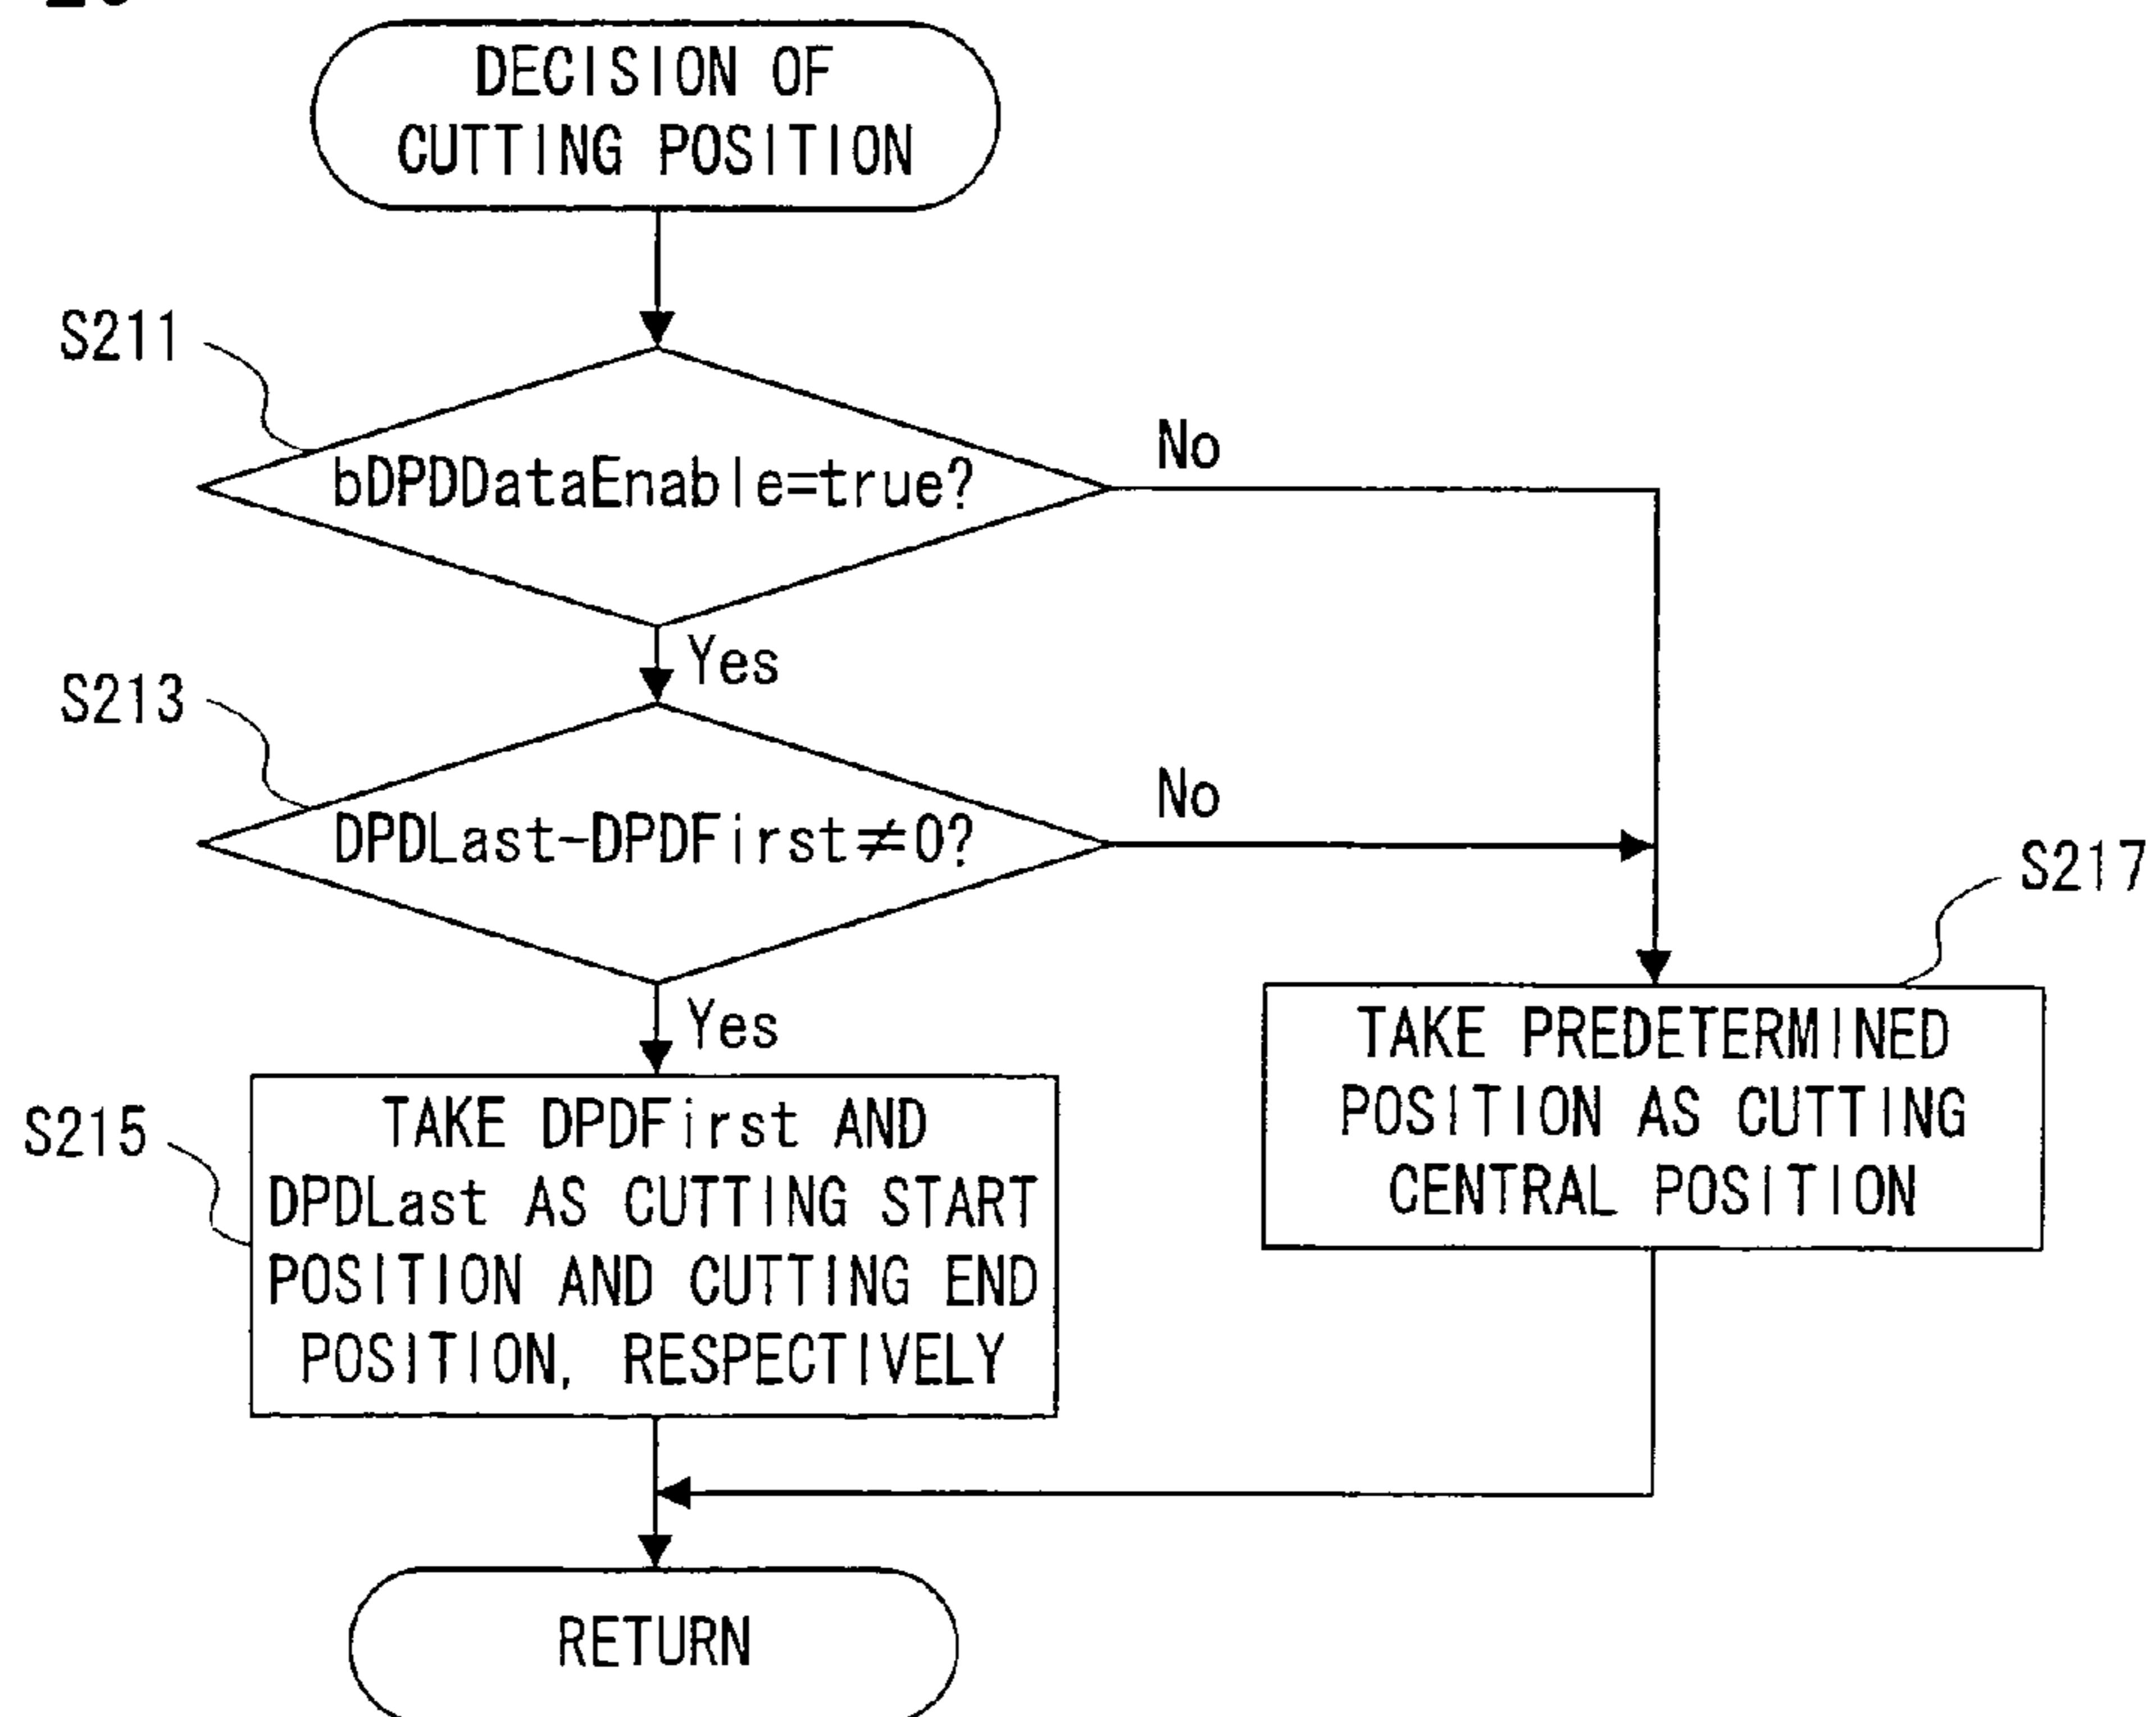 DECISION OF
CUTTING POSITION
S211
bDPDDataEnable=true?
No
Yes
S213
DPDLast-DPDFirst≠0?
No
S217
Yes
TAKE PREDETERMINED
POSITION AS CUTTING
CENTRAL POSITION
S215
TAKE DPDFirst AND
DPDLast AS CUTTING START
POSITION AND CUTTING END
POSITION, RESPECTIVELY
RETURN